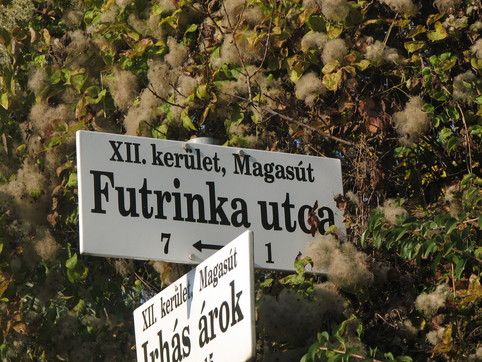 XII. kerület, Magasút
Futrinka utca
7 ← 1
XII. kerület, Magasút
Irhás árok